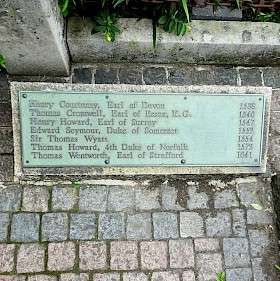 Henry Courtenay, Earl of Devon 1538
Thomas Cromwell, Earl of Essex, K.G. 1540
Henry Howard, Earl of Surrey 1547
Edward Seymour, Duke of Somerset 1552
Sir Thomas Wyatt 1554
Thomas Howard, 4th Duke of Norfolk 1572
Thomas Wentworth, Earl of Strafford 1641